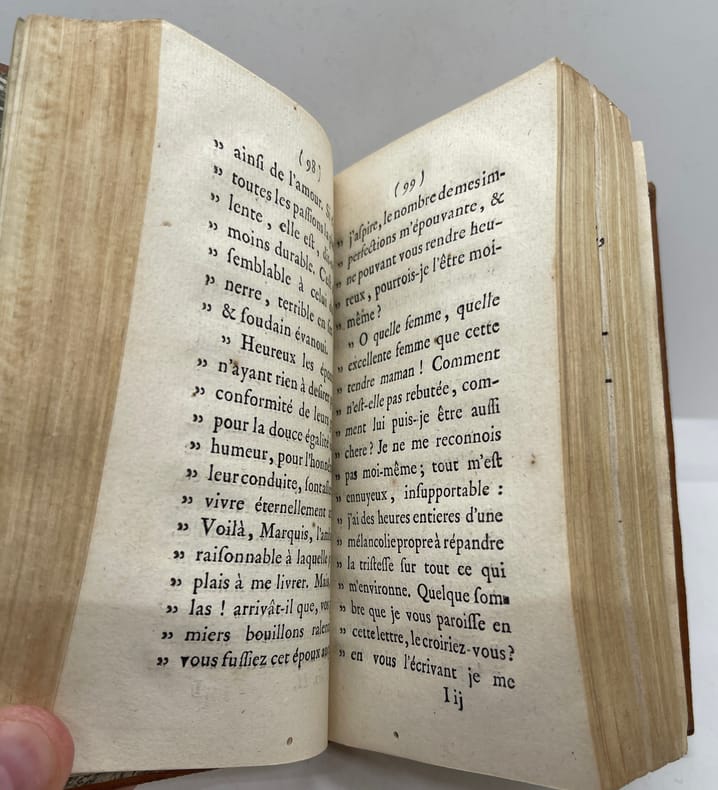 (98)
” ainſi de l'amour.
” toutes les paſſions
” lente , elle eſt ,
” moins durable.
” ſemblable à celui
” nerre, terrible en
” & ſoudain évanoui.
” Heureux les
” n'ayant rien à deſirer
” conformité de leurs
” pour la douce égalité
” humeur, pour
” leur conduite,
” vivre éternellement
” Voilà, Marquis,
” raiſonnable à laquelle
” plais à me livrer.
” las ! arrivât-il que,
” miers bouillons
” vous fuſſiez cet époux
(99)
” j'aſpire, le nombre de mes im-
” perfections m'épouvante, &
” ne pouvant vous rendre heu-
” reux, pourrois-je l'être moi-
” même ?
” O quelle femme, quelle
” excellente femme que cette
” tendre maman ! Comment
” n'eſt-elle pas rebutée, com-
” ment lui puis-je être auſſi
” chere ? Je ne me reconnois
” pas moi-même ; tout m'eſt
” ennuyeux, inſupportable :
” j'ai des heures entieres d'une
” mélancolie propre à répandre
” la triſteſſe ſur tout ce qui
” m'environne. Quelque ſom-
” bre que je vous paroiſſe en
” cette lettre, le croiriez-vous ?
” en vous l'écrivant je me
I ij